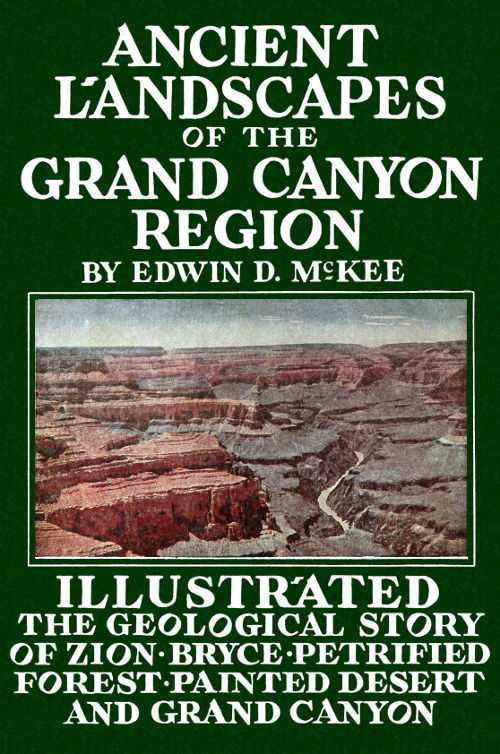 ANCIENT
LANDSCAPES
OF THE
GRAND CANYON
REGION
BY EDWIN D. McKEE
ILLUSTRATED
THE GEOLOGICAL STORY
OF ZION·BRYCE·PETRIFIED
FOREST·PAINTED DESERT
AND GRAND CANYON